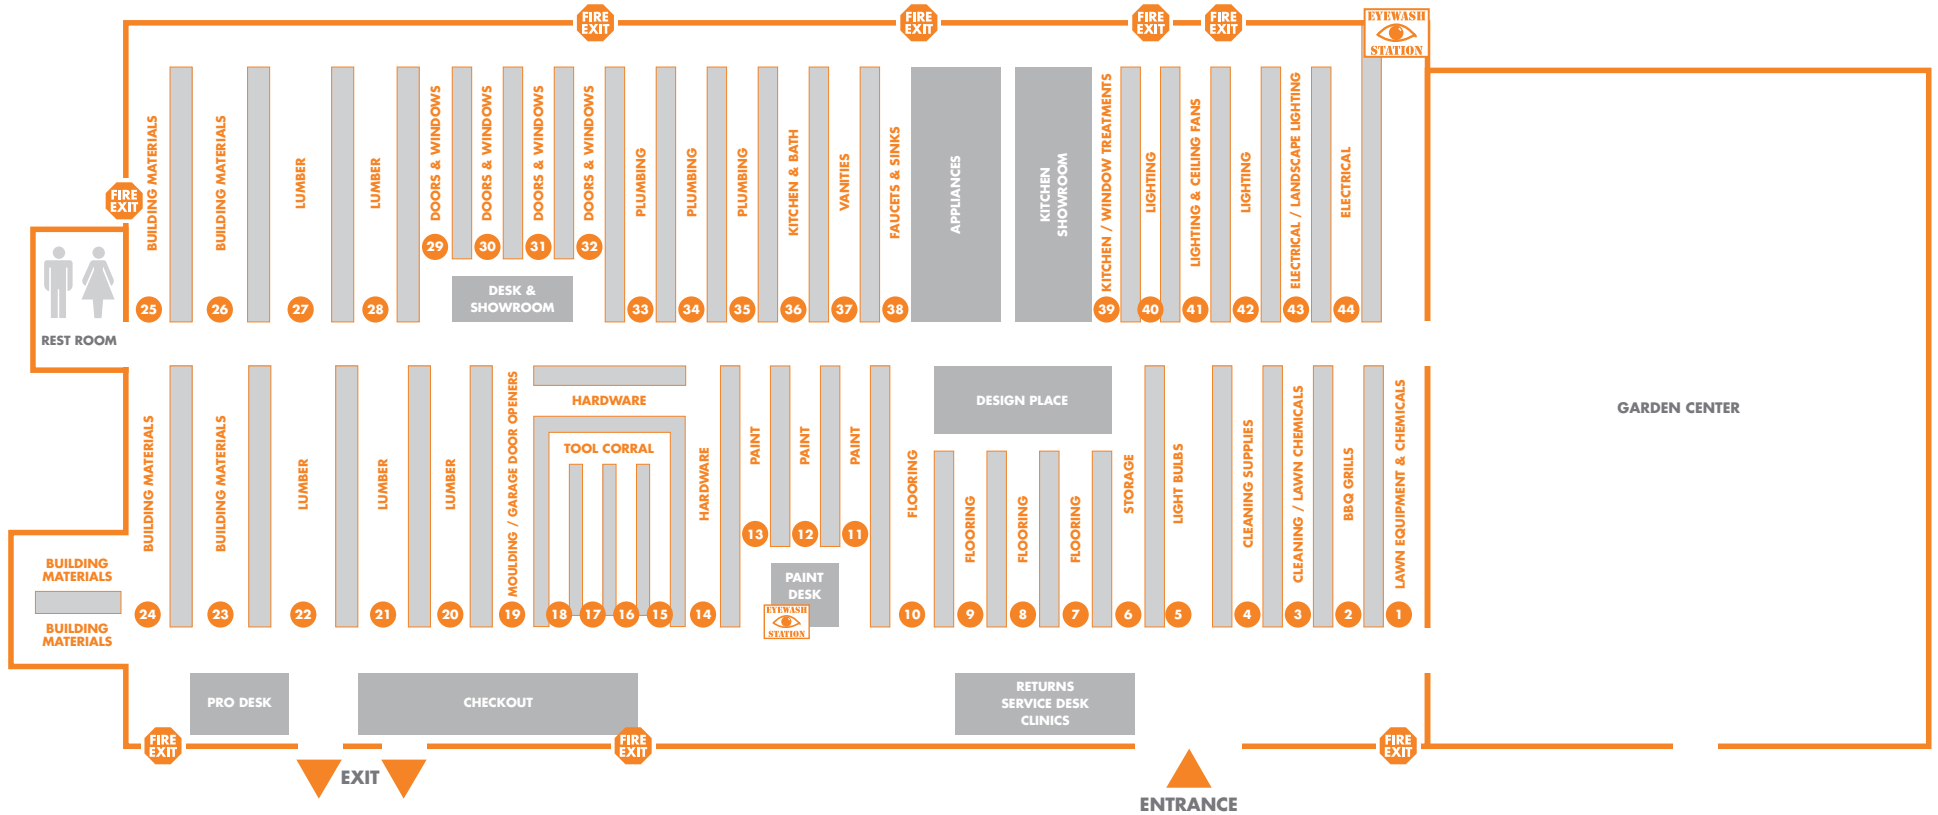 FIRE
EXIT
FIRE
EXIT
FIRE
EXIT
FIRE
EXIT
EYEWASH
STATION
FIRE
EXIT
BUILDING MATERIALS
25
BUILDING MATERIALS
26
LUMBER
27
LUMBER
28
DOORS & WINDOWS
29
DOORS & WINDOWS
30
DOORS & WINDOWS
31
DOORS & WINDOWS
32
DESK &
SHOWROOM
PLUMBING
33
PLUMBING
34
PLUMBING
35
KITCHEN & BATH
36
VANITIES
37
FAUCETS & SINKS
38
APPLIANCES
KITCHEN
SHOWROOM
KITCHEN / WINDOW TREATMENTS
39
LIGHTING
40
LIGHTING & CEILING FANS
41
LIGHTING
42
ELECTRICAL / LANDSCAPE LIGHTING
43
ELECTRICAL
44
REST ROOM
GARDEN CENTER
BUILDING
MATERIALS
BUILDING
MATERIALS
BUILDING MATERIALS
24
BUILDING MATERIALS
23
LUMBER
22
LUMBER
21
LUMBER
20
MOULDING / GARAGE DOOR OPENERS
19
HARDWARE
TOOL CORRAL
18
17
16
15
HARDWARE
14
PAINT
13
PAINT
12
PAINT
11
PAINT
DESK
EYEWASH
STATION
FLOORING
10
DESIGN PLACE
FLOORING
9
FLOORING
8
FLOORING
7
STORAGE
6
LIGHT BULBS
5
CLEANING SUPPLIES
4
CLEANING / LAWN CHEMICALS
3
BBQ GRILLS
2
LAWN EQUIPMENT & CHEMICALS
1
PRO DESK
CHECKOUT
RETURNS
SERVICE DESK
CLINICS
FIRE
EXIT
FIRE
EXIT
FIRE
EXIT
EXIT
ENTRANCE